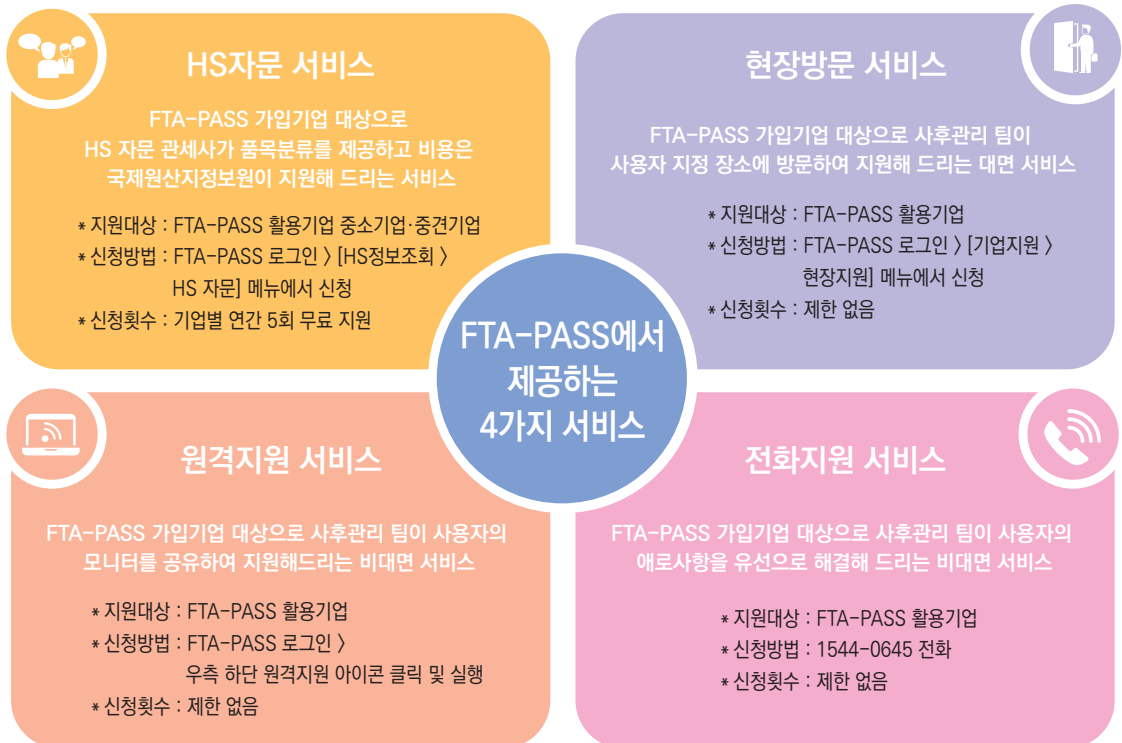 HS자문 서비스
FTA-PASS 가입기업 대상으로
HS 자문 관세사가 품목분류를 제공하고 비용은
국제원산지정보원이 지원해 드리는 서비스
* 지원대상 : FTA-PASS 활용기업 중소기업·중견기업
* 신청방법 : FTA-PASS 로그인 > [HS정보조회 >
HS 자문] 메뉴에서 신청
* 신청횟수 : 기업별 연간 5회 무료 지원
현장방문 서비스
FTA-PASS 가입기업 대상으로 사후관리 팀이
사용자 지정 장소에 방문하여 지원해 드리는 대면 서비스
* 지원대상 : FTA-PASS 활용기업
* 신청방법 : FTA-PASS 로그인 > [기업지원 >
현장지원] 메뉴에서 신청
* 신청횟수 : 제한 없음
FTA-PASS에서
제공하는
4가지 서비스
원격지원 서비스
FTA-PASS 가입기업 대상으로 사후관리 팀이 사용자의
모니터를 공유하여 지원해드리는 비대면 서비스
* 지원대상 : FTA-PASS 활용기업
* 신청방법 : FTA-PASS 로그인 >
우측 하단 원격지원 아이콘 클릭 및 실행
* 신청횟수 : 제한 없음
전화지원 서비스
FTA-PASS 가입기업 대상으로 사후관리 팀이 사용자의
애로사항을 유선으로 해결해 드리는 비대면 서비스
* 지원대상 : FTA-PASS 활용기업
* 신청방법 : 1544-0645 전화
* 신청횟수 : 제한 없음